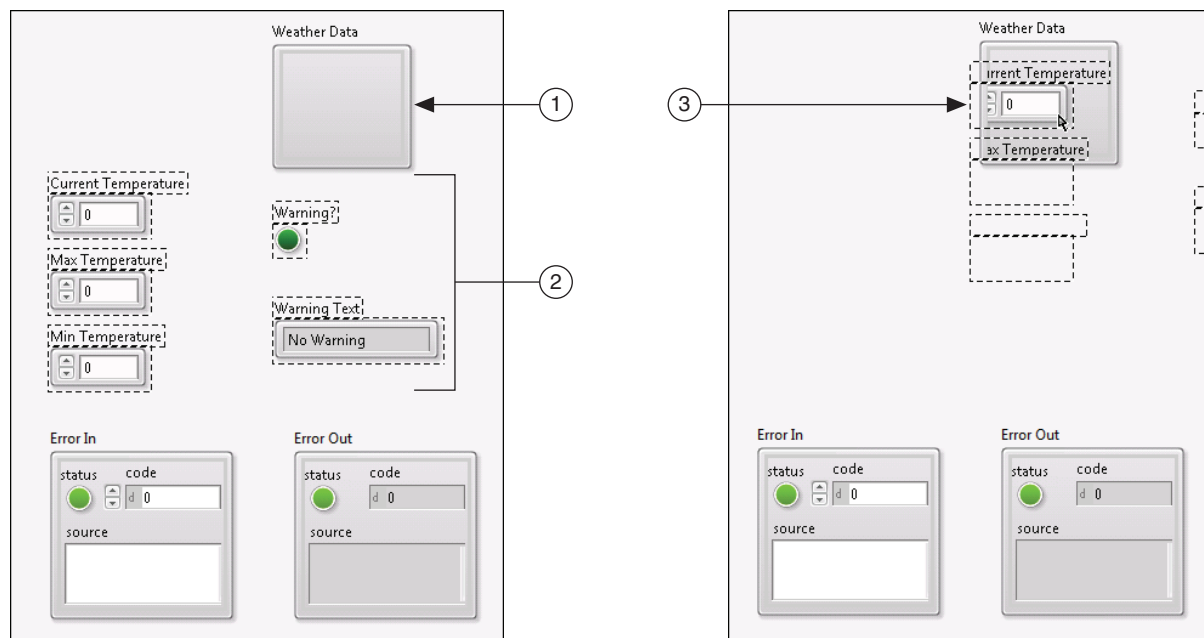 Weather Data
1
Current Temperature
0
Warning?
Max Temperature
0
2
Warning Text
No Warning
Min Temperature
0
Error In
status code
d 0
source
Error Out
status code
d 0
source
Weather Data
3
rrent Temperature
0
ax Temperature
Error In
status code
d 0
source
Error Out
status code
d 0
source